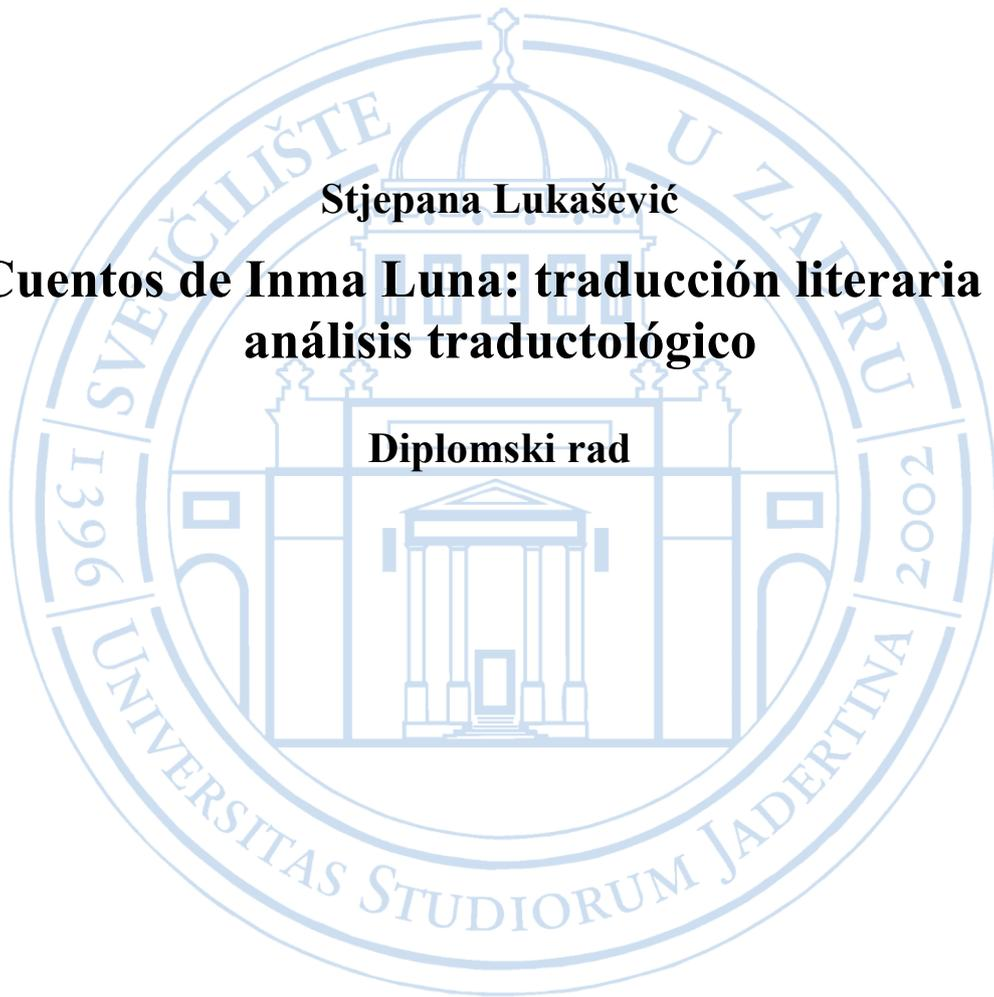 SVEUČILIŠTE U ZADRU
Stjepana Lukašević
Cuentos de Inma Luna: traducción literaria
análisis traductológico
Diplomski rad
1396
2002
UNIVERSITAS STUDIORUM JADERTINA